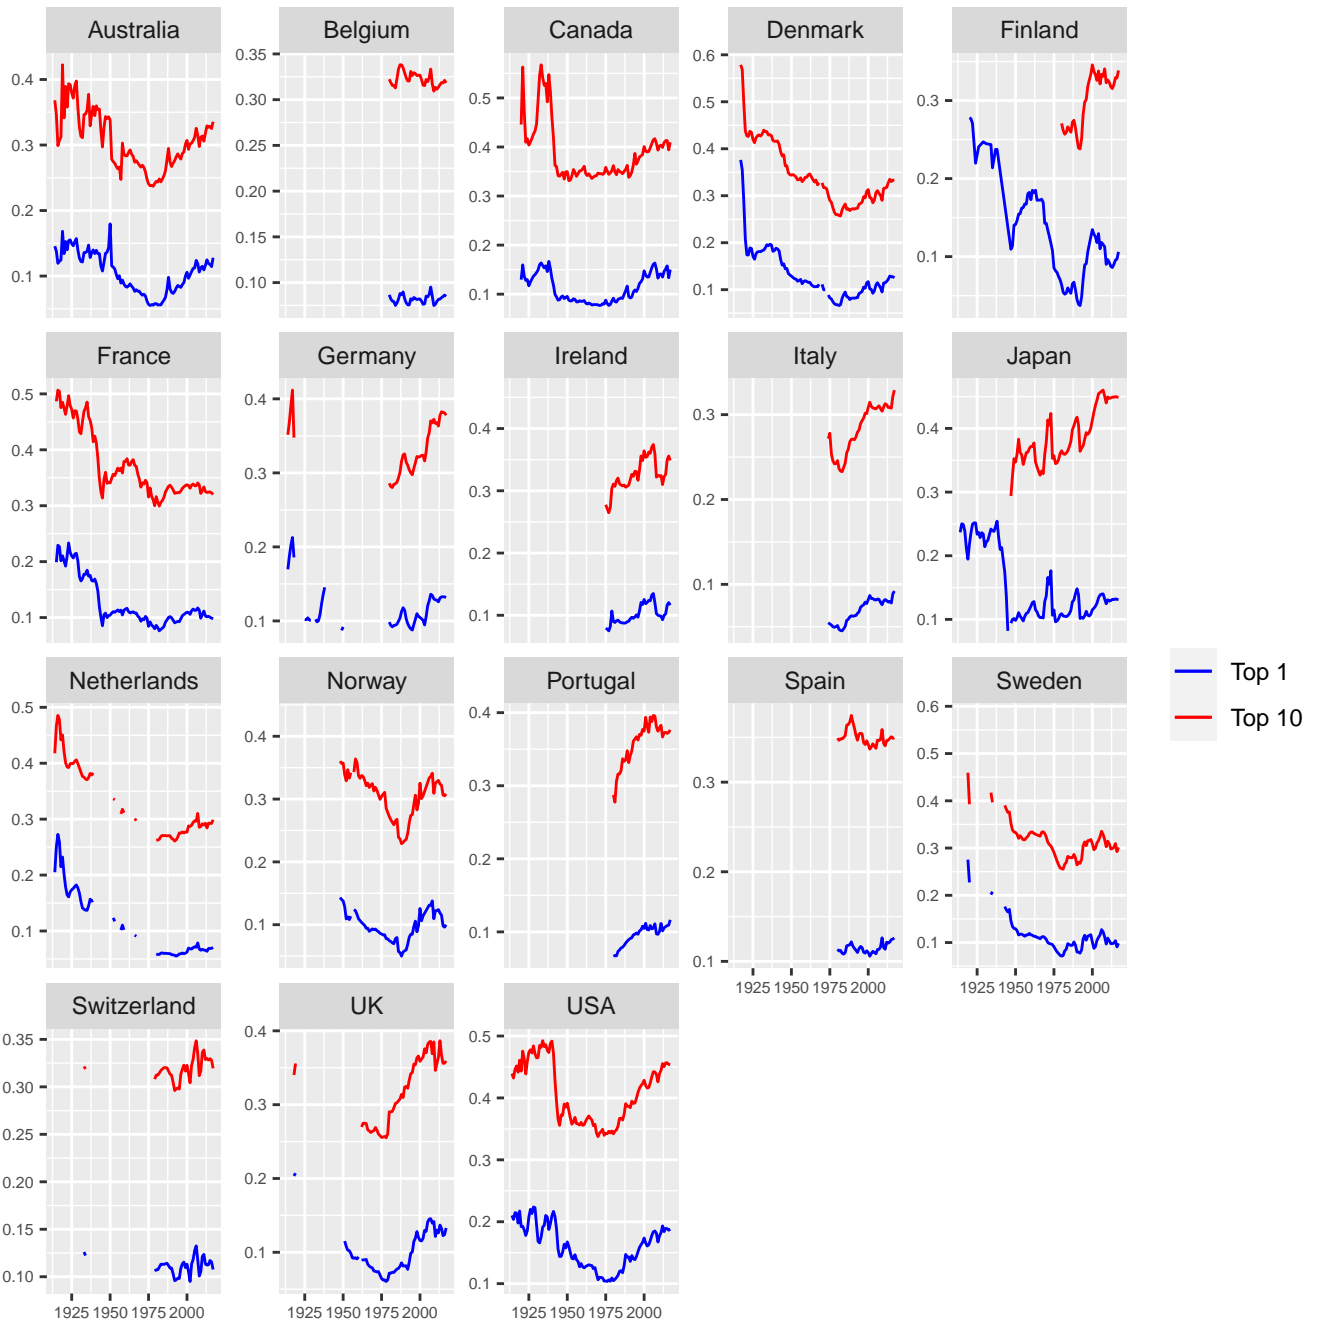 Australia Belgium Canada Denmark Finland
0.4 0.3 0.2 0.1
0.35 0.30 0.25 0.20 0.15 0.10
0.5 0.4 0.3 0.2 0.1
0.6 0.5 0.4 0.3 0.2 0.1
0.3 0.2 0.1
France Germany Ireland Italy Japan
0.5 0.4 0.3 0.2 0.1
0.4 0.3 0.2 0.1
0.4 0.3 0.2 0.1
0.3 0.2 0.1
0.4 0.3 0.2 0.1
Netherlands Norway Portugal Spain Sweden
0.5 0.4 0.3 0.2 0.1
0.4 0.3 0.2 0.1
0.4 0.3 0.2 0.1
0.3 0.2 0.1
0.6 0.5 0.4 0.3 0.2 0.1
1925 1950 1975 2000
1925 1950 1975 2000
Switzerland UK USA
0.35 0.30 0.25 0.20 0.15 0.10
0.4 0.3 0.2 0.1
0.5 0.4 0.3 0.2 0.1
1925 1950 1975 2000
1925 1950 1975 2000
1925 1950 1975 2000
Top 1
Top 10